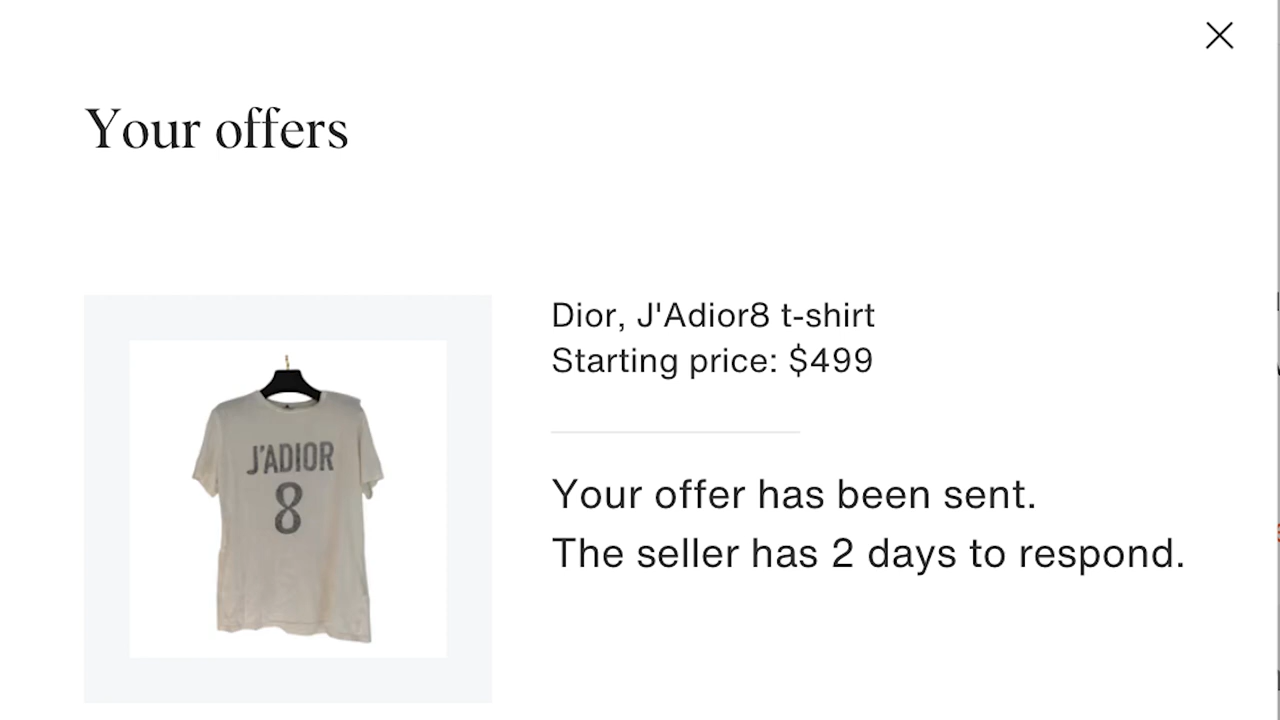 Your offers
J'ADIOR
8
Dior, J'Adior8 t-shirt
Starting price: $499
Your offer has been sent.
The seller has 2 days to respond.